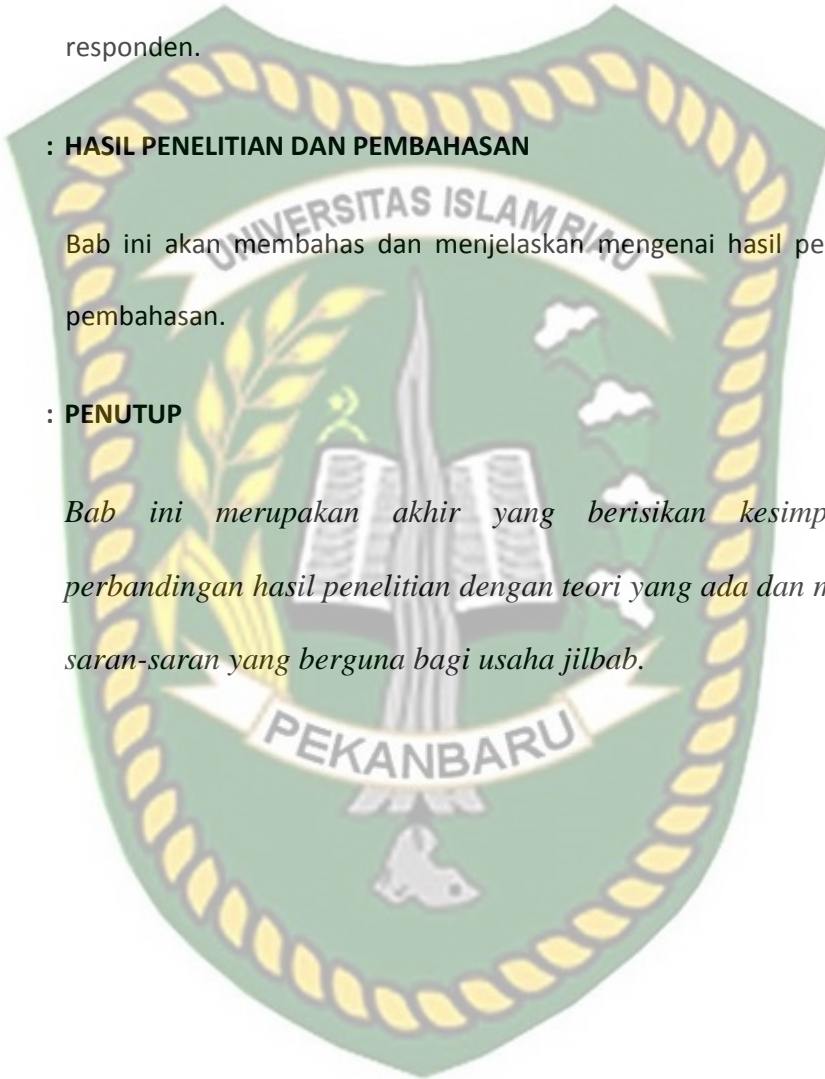 responden.
: HASIL PENELITIAN DAN PEMBAHASAN
UNIVERSITAS ISLAM RIAU
Bab ini akan membahas dan menjelaskan mengenai hasil pe
pembahasan.
: PENUTUP
Bab ini merupakan akhir yang berisikan kesimp
perbandingan hasil penelitian dengan teori yang ada dan m
saran-saran yang berguna bagi usaha jilbab.
PEKANBARU